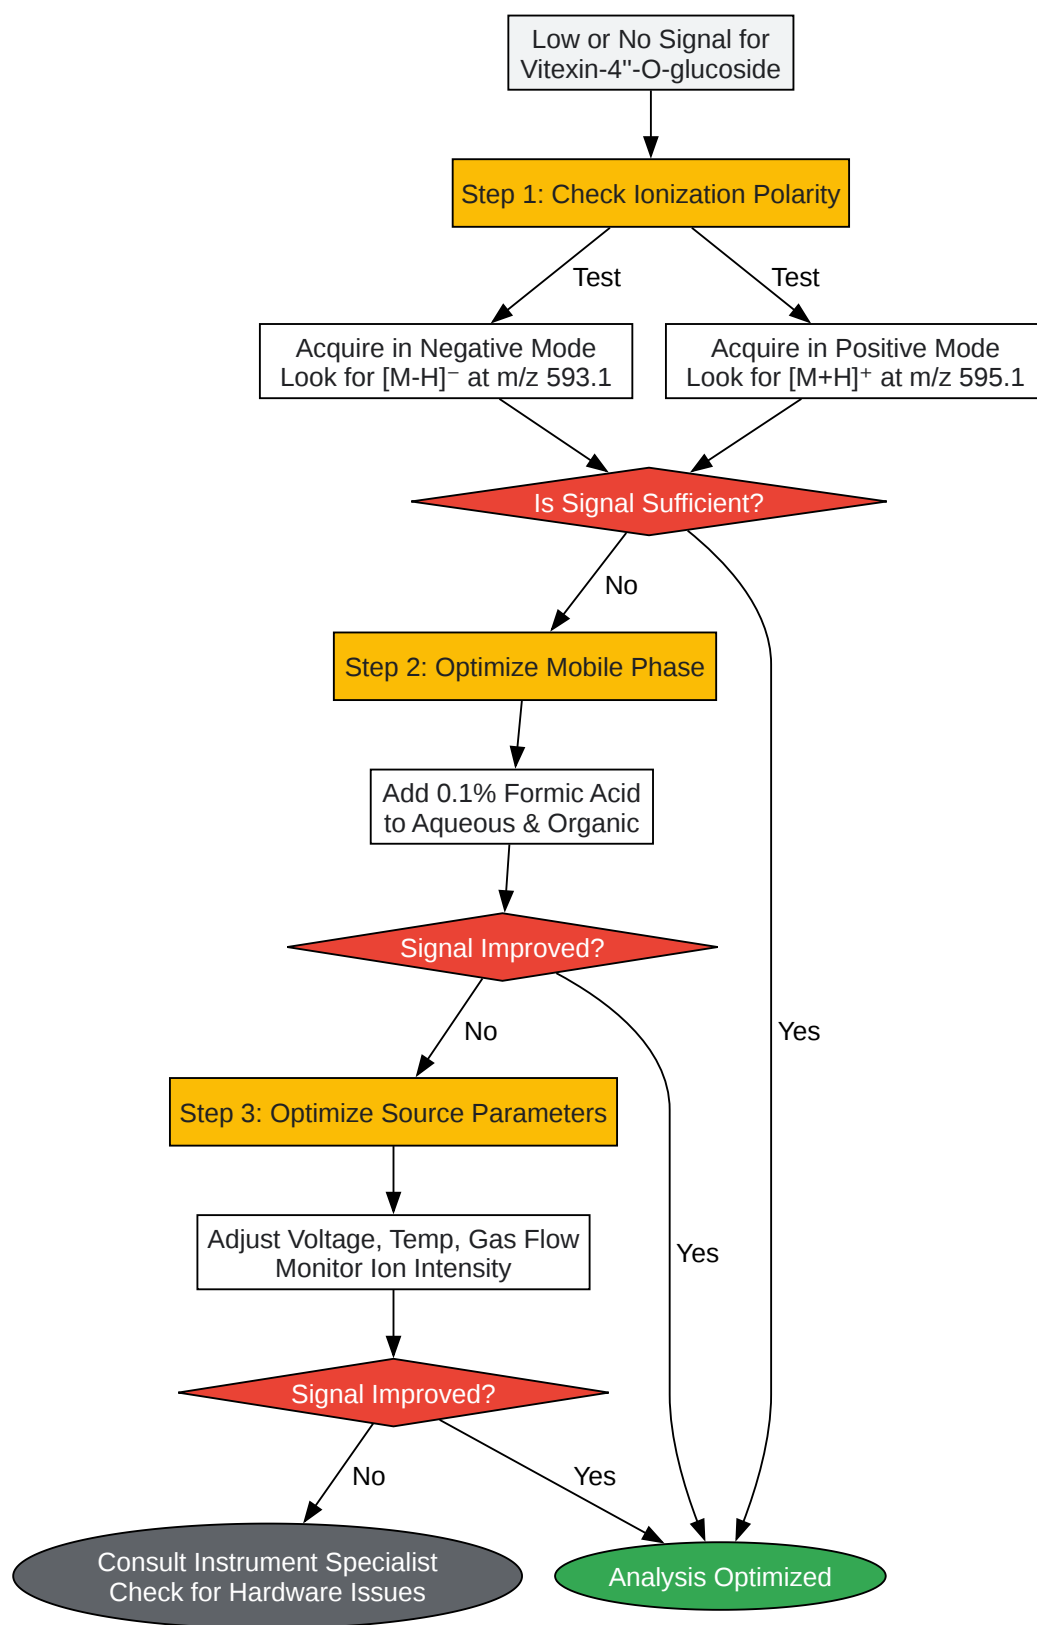 Low or No Signal for
Vitexin-4''-O-glucoside
Step 1: Check Ionization Polarity
Test
Test
Acquire in Negative Mode
Look for [M-H]⁻ at m/z 593.1
Acquire in Positive Mode
Look for [M+H]⁺ at m/z 595.1
Is Signal Sufficient?
No
Step 2: Optimize Mobile Phase
Add 0.1% Formic Acid
to Aqueous & Organic
Signal Improved?
No
Yes
Step 3: Optimize Source Parameters
Adjust Voltage, Temp, Gas Flow
Monitor Ion Intensity
Yes
Signal Improved?
No
Yes
Consult Instrument Specialist
Check for Hardware Issues
Analysis Optimized